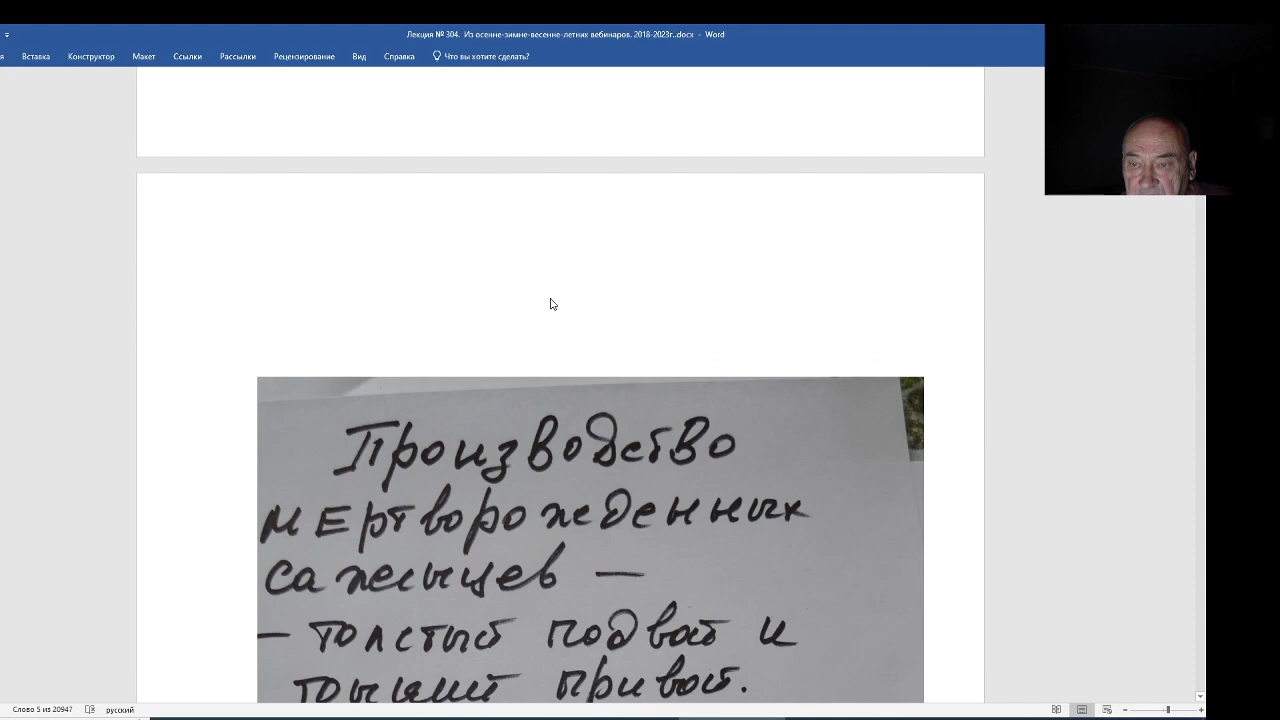 Лекция № 304. Из осенне-зимне-весенне-летних вебинаров. 2018-2023г..docx - Word
я Вставка Конструктор Макет Ссылки Рассылки Рецензирование Вид Справка Что вы хотите сделать?
Производство
мертворожденных
саженцев —
- толстый подвой и
тонкий привой.
Слово 5 из 20947 русский